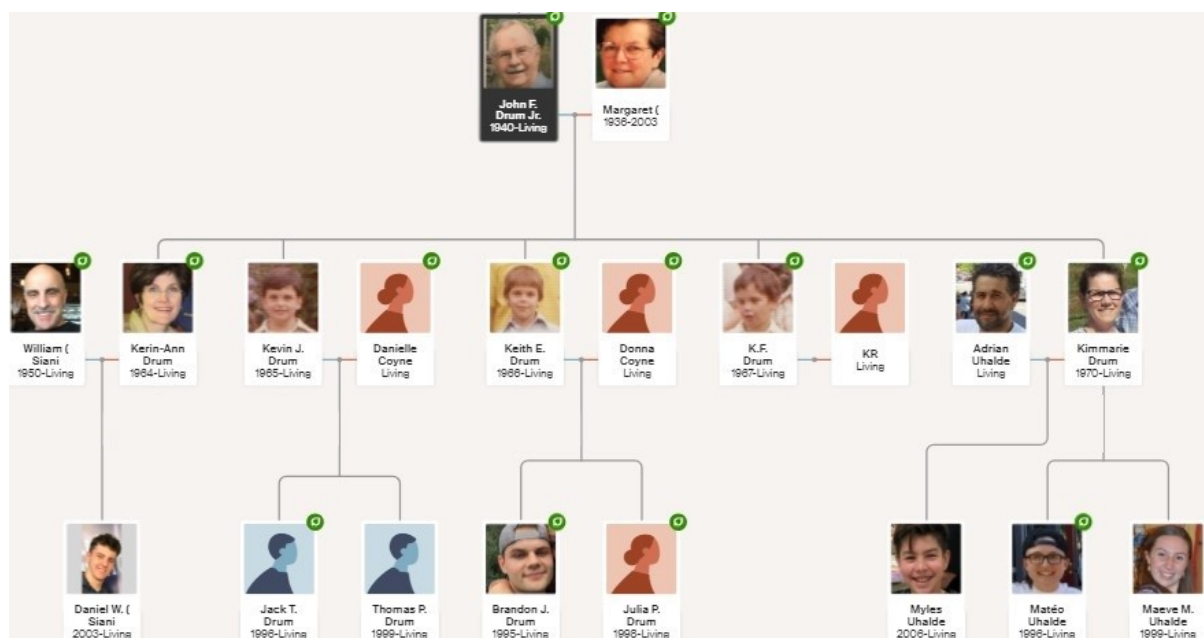 John F.
Drum Jr.
1940-Living
Margaret (
1936-2003
William (
Siani
1950-Living
Kerin-Ann
Drum
1964-Living
Kevin J.
Drum
1965-Living
Danielle
Coyne
Living
Keith E.
Drum
1966-Living
Donna
Coyne
Living
K.F.
Drum
1967-Living
KR
Living
Adrian
Uhalde
Living
Kimmarie
Drum
1970-Living
Daniel W. (
Siani
2003-Living
Jack T.
Drum
1996-Living
Thomas P.
Drum
1999-Living
Brandon J.
Drum
1995-Living
Julia P.
Drum
1998-Living
Myles
Uhalde
2006-Living
Matéo
Uhalde
1996-Living
Maeve M.
Uhalde
1999-Living